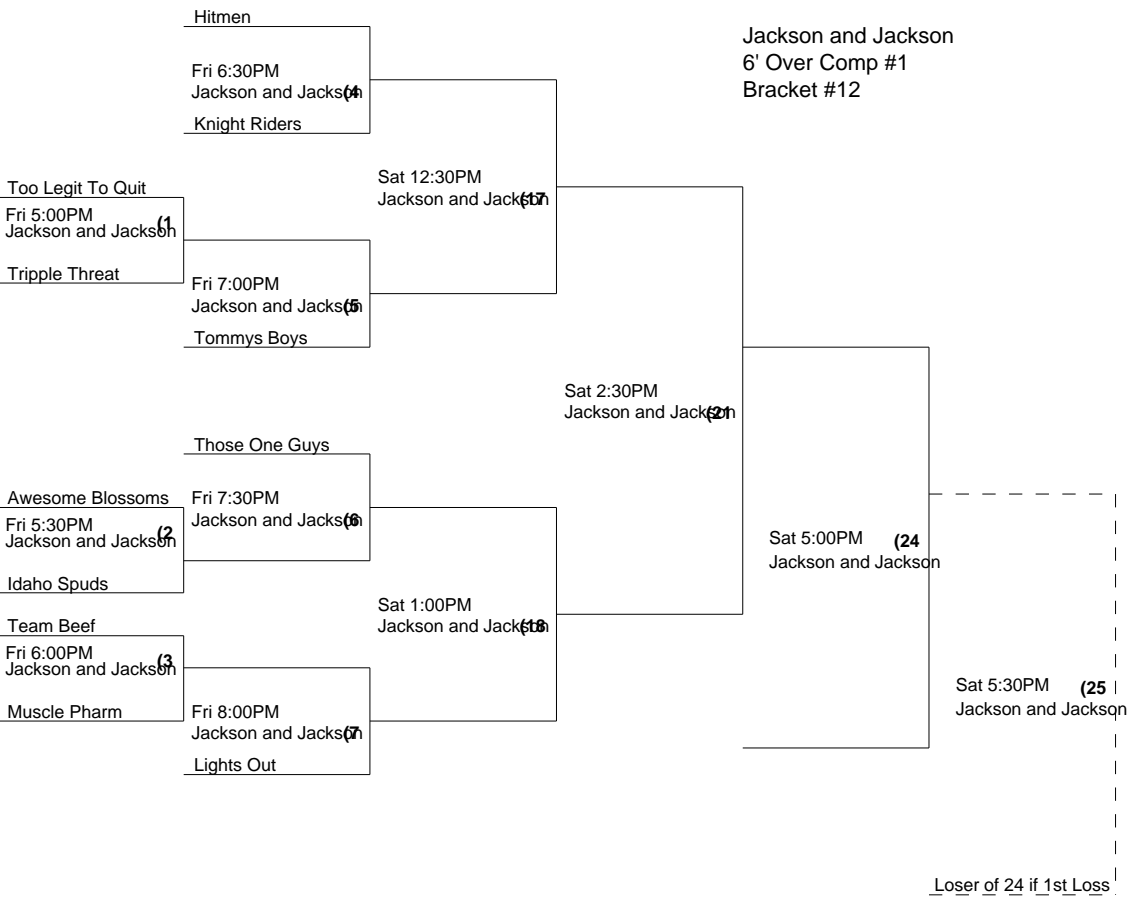 Hitmen
Jackson and Jackson
6' Over Comp #1
Bracket #12
Fri 6:30PM
Jackson and Jackson (4
Knight Riders
Sat 12:30PM
Jackson and Jackson (17
Too Legit To Quit
Fri 5:00PM
Jackson and Jackson (1
Tripple Threat
Fri 7:00PM
Jackson and Jackson (5
Tommys Boys
Sat 2:30PM
Jackson and Jackson (21
Those One Guys
Awesome Blossoms
Fri 5:30PM
Jackson and Jackson (2
Fri 7:30PM
Jackson and Jackson (6
Idaho Spuds
Sat 5:00PM (24
Jackson and Jackson
Team Beef
Fri 6:00PM
Jackson and Jackson (3
Sat 1:00PM
Jackson and Jackson (18
Muscle Pharm
Fri 8:00PM
Jackson and Jackson (7
Lights Out
Sat 5:30PM (25
Jackson and Jackson
Loser of 24 if 1st Loss